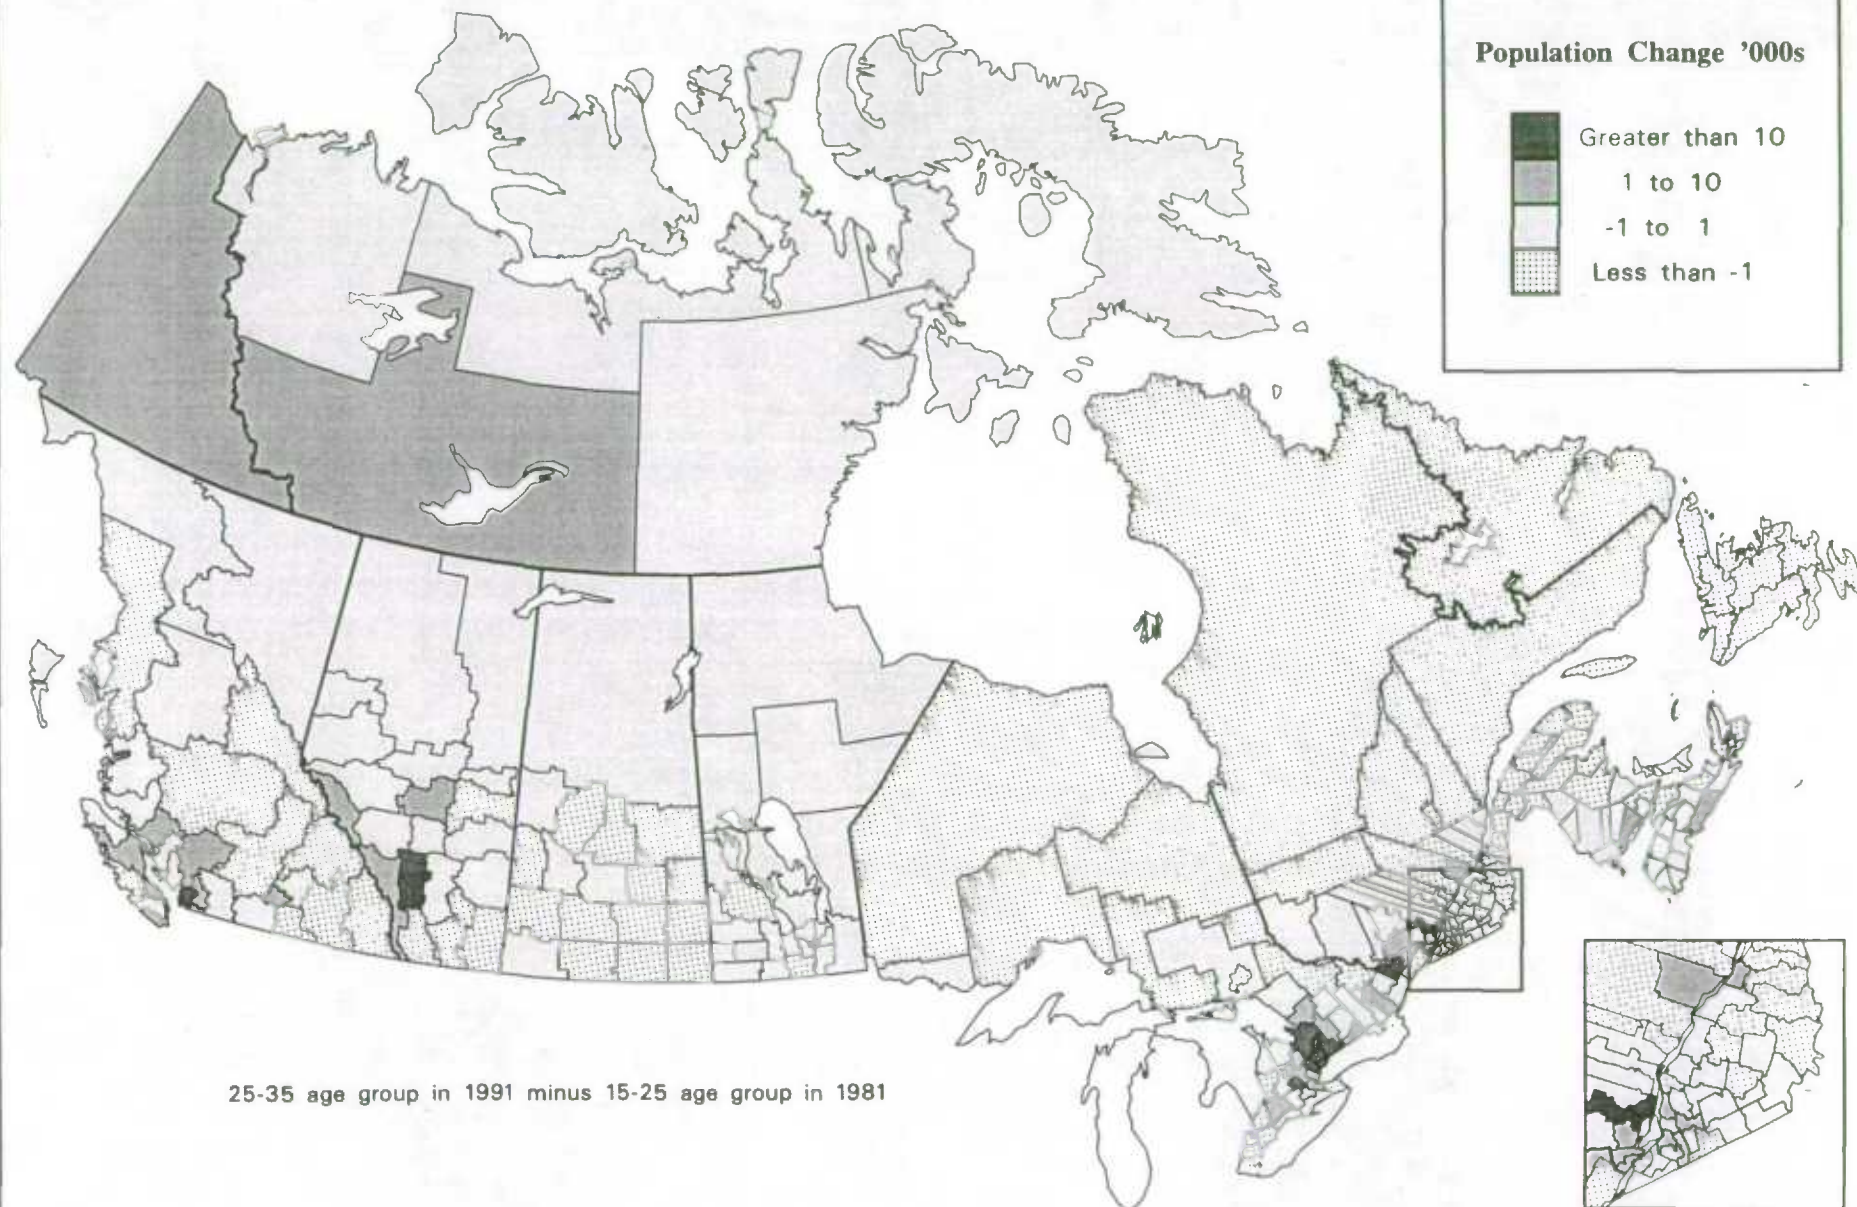 Population Change '000s
Greater than 10
1 to 10
-1 to 1
Less than -1
25-35 age group in 1991 minus 15-25 age group in 1981